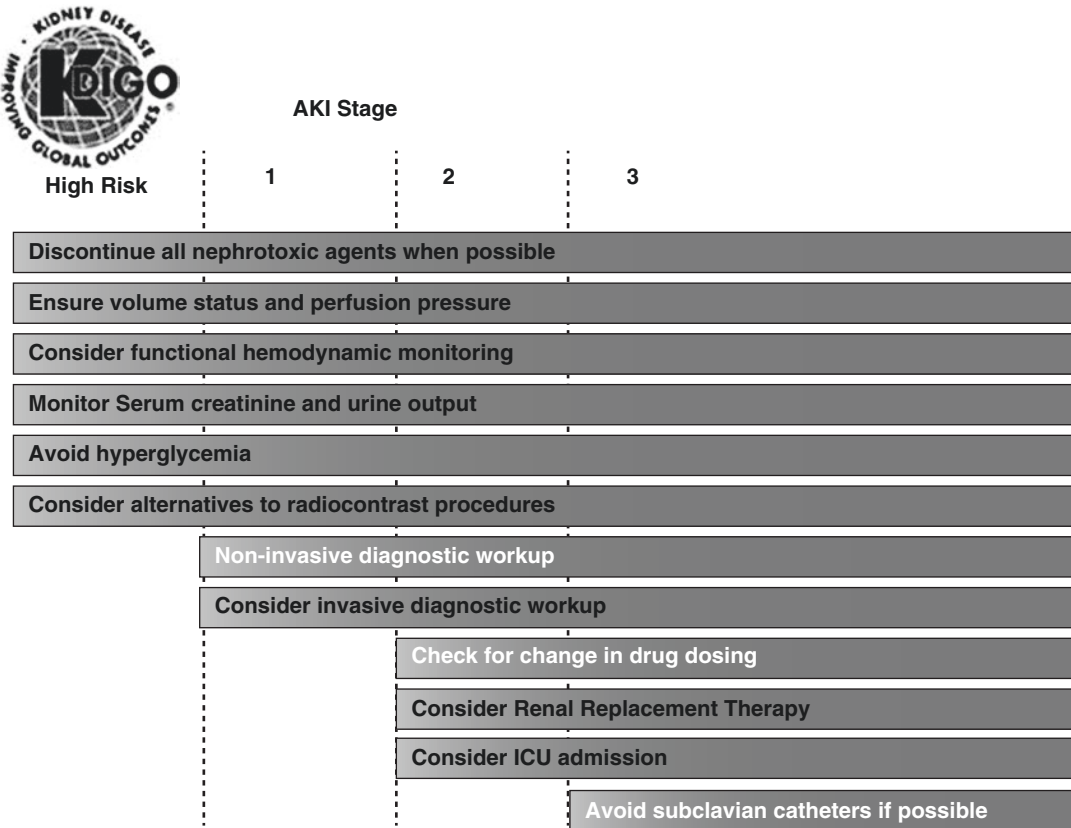 KIDNEY DISEASE
KDIGO
®
IMPROVING GLOBAL OUTCOMES
AKI Stage
High Risk 1 2 3
Discontinue all nephrotoxic agents when possible
Ensure volume status and perfusion pressure
Consider functional hemodynamic monitoring
Monitor Serum creatinine and urine output
Avoid hyperglycemia
Consider alternatives to radiocontrast procedures
Non-invasive diagnostic workup
Consider invasive diagnostic workup
Check for change in drug dosing
Consider Renal Replacement Therapy
Consider ICU admission
Avoid subclavian catheters if possible